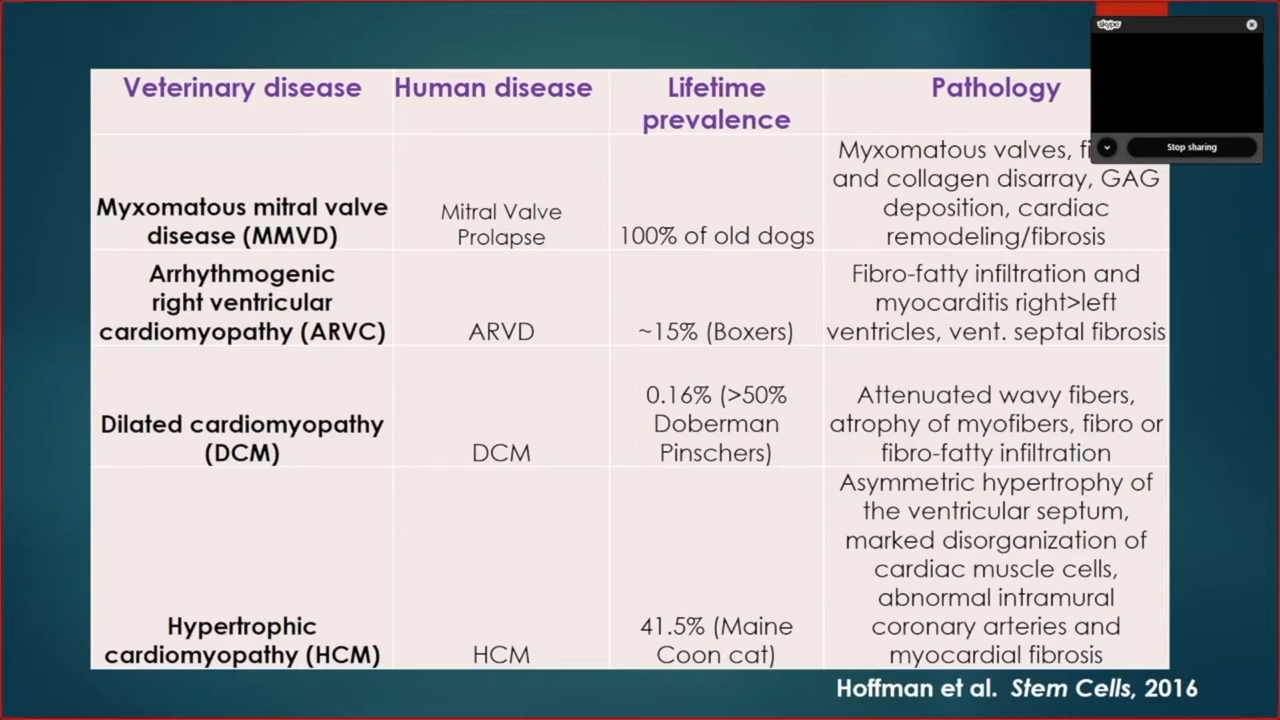 skype
Stop sharing
Veterinary disease
Human disease
Lifetime
prevalence
Pathology
Myxomatous mitral valve
disease (MMVD)
Mitral Valve
Prolapse
100% of old dogs
Myxomatous valves,
and collagen disarray, GAG
deposition, cardiac
remodeling/fibrosis
Arrhythmogenic
right ventricular
cardiomyopathy (ARVC)
ARVD
~15% (Boxers)
Fibro-fatty infiltration and
myocarditis right>left
ventricles, vent. septal fibrosis
Dilated cardiomyopathy
(DCM)
DCM
0.16% (>50%
Doberman
Pinschers)
Attenuated wavy fibers,
atrophy of myofibers, fibro or
fibro-fatty infiltration
Hypertrophic
cardiomyopathy (HCM)
HCM
41.5% (Maine
Coon cat)
Asymmetric hypertrophy of
the ventricular septum,
marked disorganization of
cardiac muscle cells,
abnormal intramural
coronary arteries and
myocardial fibrosis
Hoffman et al. Stem Cells, 2016